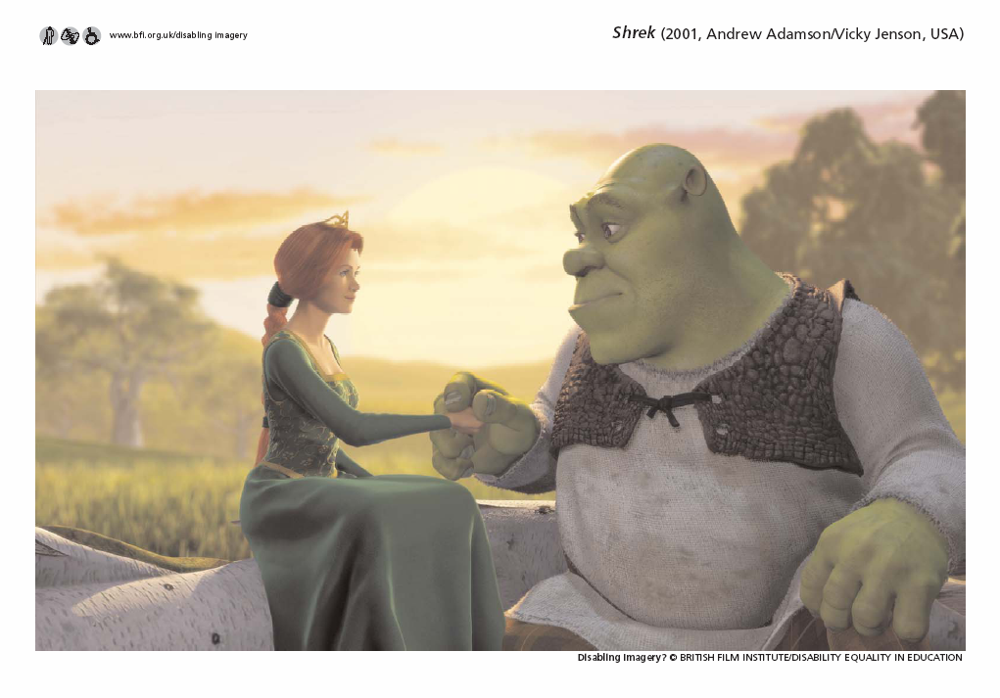 www.bfi.org.uk/disabling imagery
Shrek (2001, Andrew Adamson/Vicky Jenson, USA)
Disabling Imagery? © BRITISH FILM INSTITUTE/DISABILITY EQUALITY IN EDUCATION